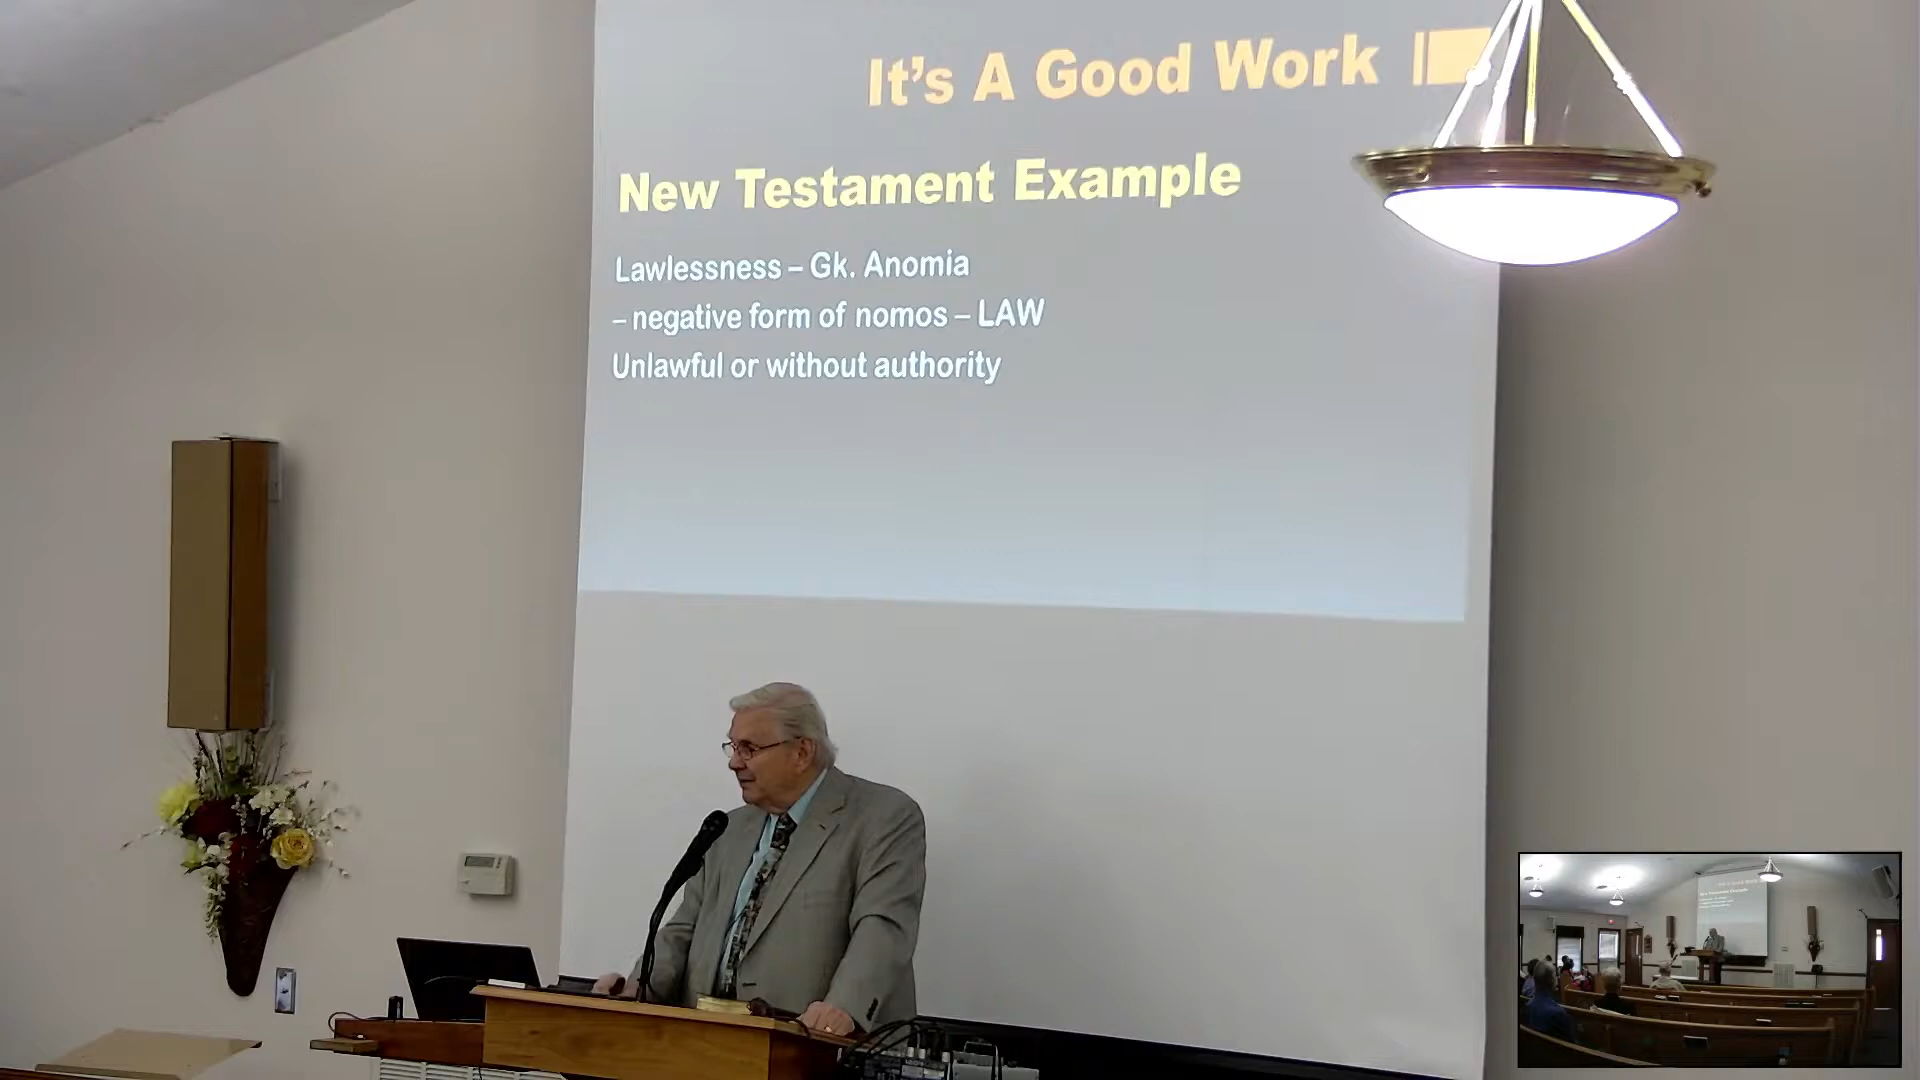 It's A Good Work
New Testament Example
Lawlessness – Gk. Anomia
– negative form of nomos – LAW
Unlawful or without authority